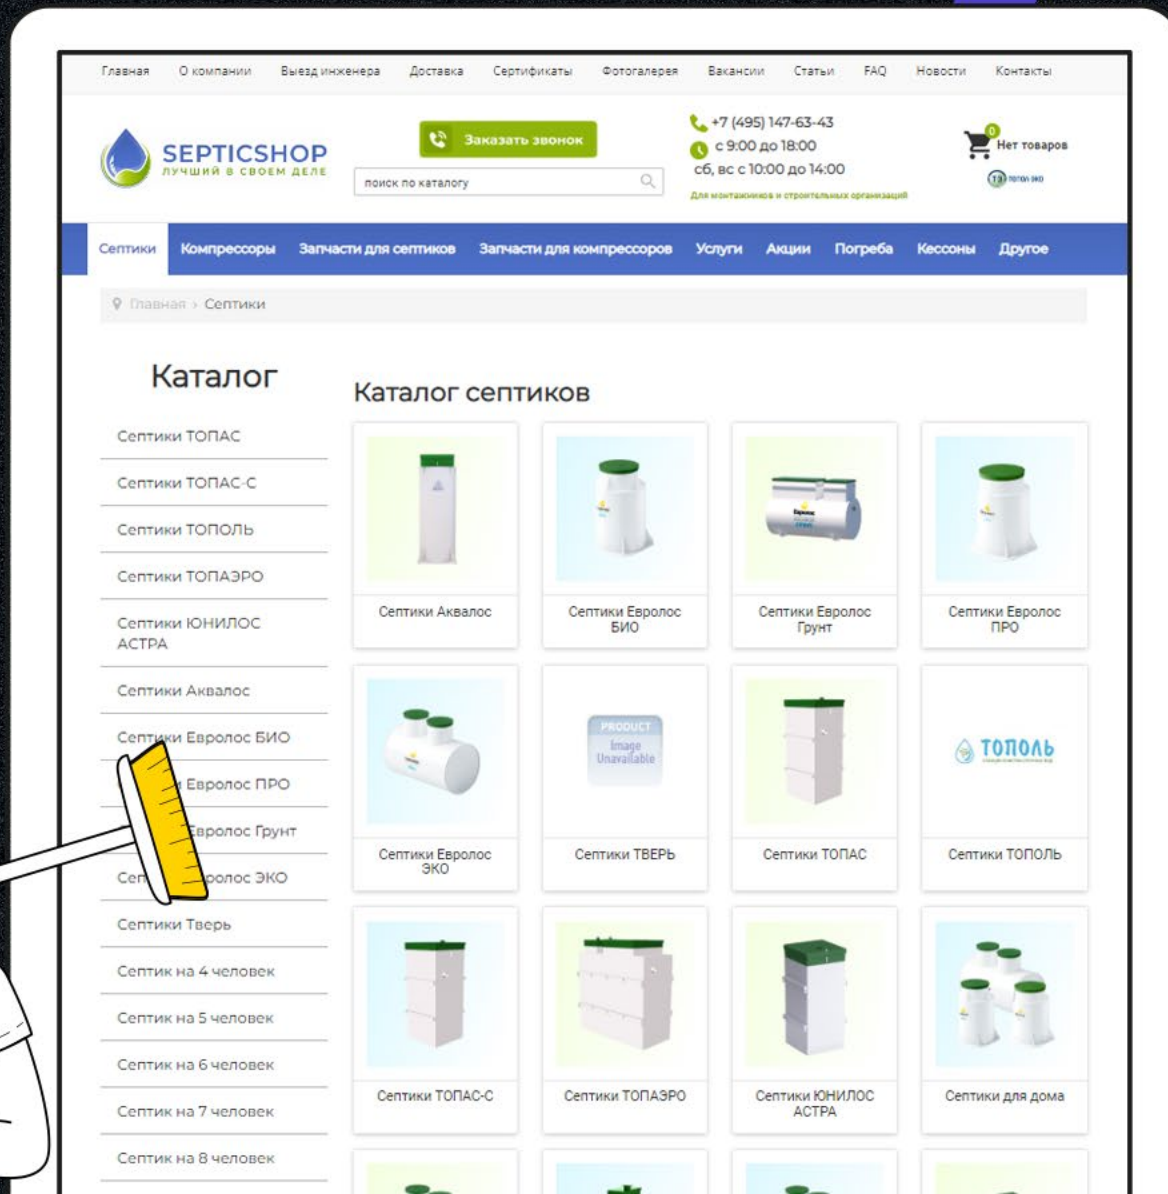 Главная О компании Выезд инженера Доставка Сертификаты Фотогалерея Вакансии Статьи FAQ Новости Контакты
SEPTICSHOP
ЛУЧШИЙ В СВОЕМ ДЕЛЕ
Заказать звонок
поиск по каталогу
+7 (495) 147-63-43
с 9:00 до 18:00
сб, вс с 10:00 до 14:00
Для монтажников и строительных организаций
0
Нет товаров
ТОПОЛ ЭКО
Септики Компрессоры Запчасти для септиков Запчасти для компрессоров Услуги Акции Погреба Кессоны Другое
Главная › Септики
Каталог
Септики ТОПАС
Септики ТОПАС-С
Септики ТОПОЛЬ
Септики ТОПАЭРО
Септики ЮНИЛОС
АСТРА
Септики Аквалос
Септики Евролос БИО
и Евролос ПРО
Евролос Грунт
Сеп ролос ЭКО
Септики Тверь
Септик на 4 человек
Септик на 5 человек
Септик на 6 человек
Септик на 7 человек
Септик на 8 человек
Каталог септиков
Септики Аквалос
Септики Евролос
БИО
Евролос
Септики Евролос
Грунт
Септики Евролос
ПРО
Септики Евролос
ЭКО
PRODUCT
Image
Unavailable
Септики ТВЕРЬ
Септики ТОПАС
ТОПОЛЬ
Септики ТОПОЛЬ
Септики ТОПАС-С
Септики ТОПАЭРО
Септики ЮНИЛОС
АСТРА
Септики для дома